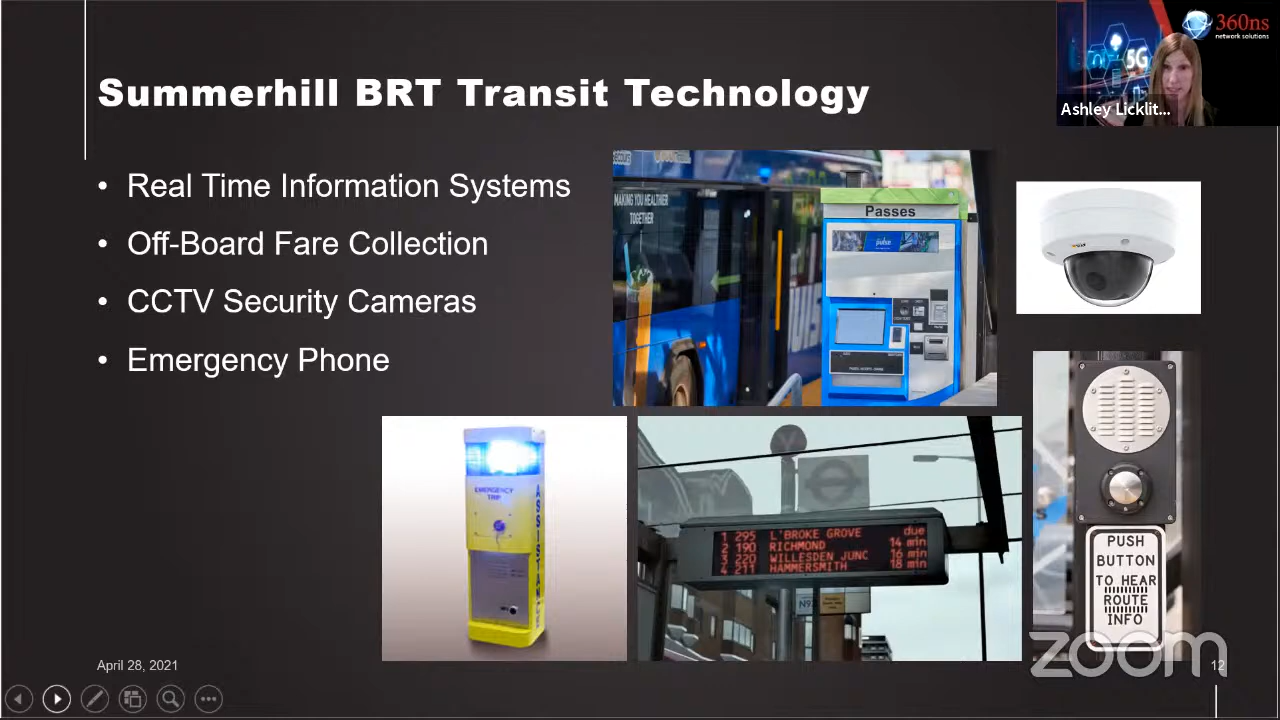 360ns
network solutions
5G
Ashley Licklit...
Summerhill BRT Transit Technology
• Real Time Information Systems
• Off-Board Fare Collection
• CCTV Security Cameras
• Emergency Phone
MAKING YOU HEALTHIER
TOGETHER
Passes
pulse
EMERGENCY
TRIP
ASSISTANCE
1 295 L'BROKE GROVE due
2 190 RICHMOND 14 min
3 220 WILLESDEN JUNC 16 min
4 211 HAMMERSMITH 18 min
PUSH
BUTTON
TO HEAR
ROUTE
INFO
zoom
April 28, 2021
12